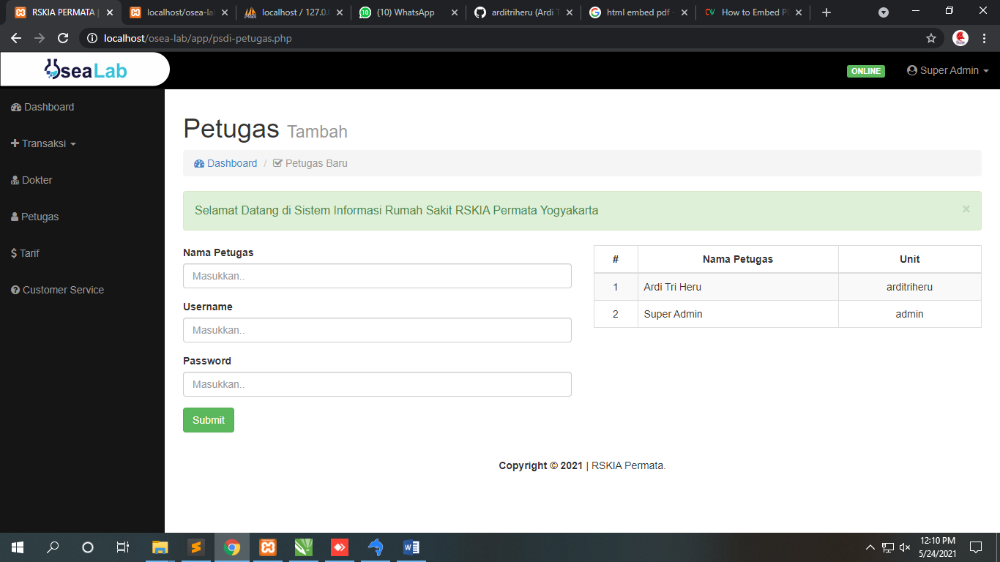 RSKIA PERMATA |
localhost/osea-la
localhost / 127.0.
(10) WhatsApp
arditriheru (Ardi T
html embed pdf -
How to Embed P
localhost/osea-lab/app/psdi-petugas.php
seaLab
ONLINE
Super Admin
Dashboard
Transaksi
Dokter
Petugas
$ Tarif
Customer Service
Petugas Tambah
Dashboard / Petugas Baru
Selamat Datang di Sistem Informasi Rumah Sakit RSKIA Permata Yogyakarta ×
Nama Petugas
Masukkan..
Username
Masukkan..
Password
Masukkan..
Submit
# Nama Petugas Unit
1 Ardi Tri Heru arditriheru
2 Super Admin admin
Copyright © 2021 | RSKIA Permata.
12:10 PM
5/24/2021